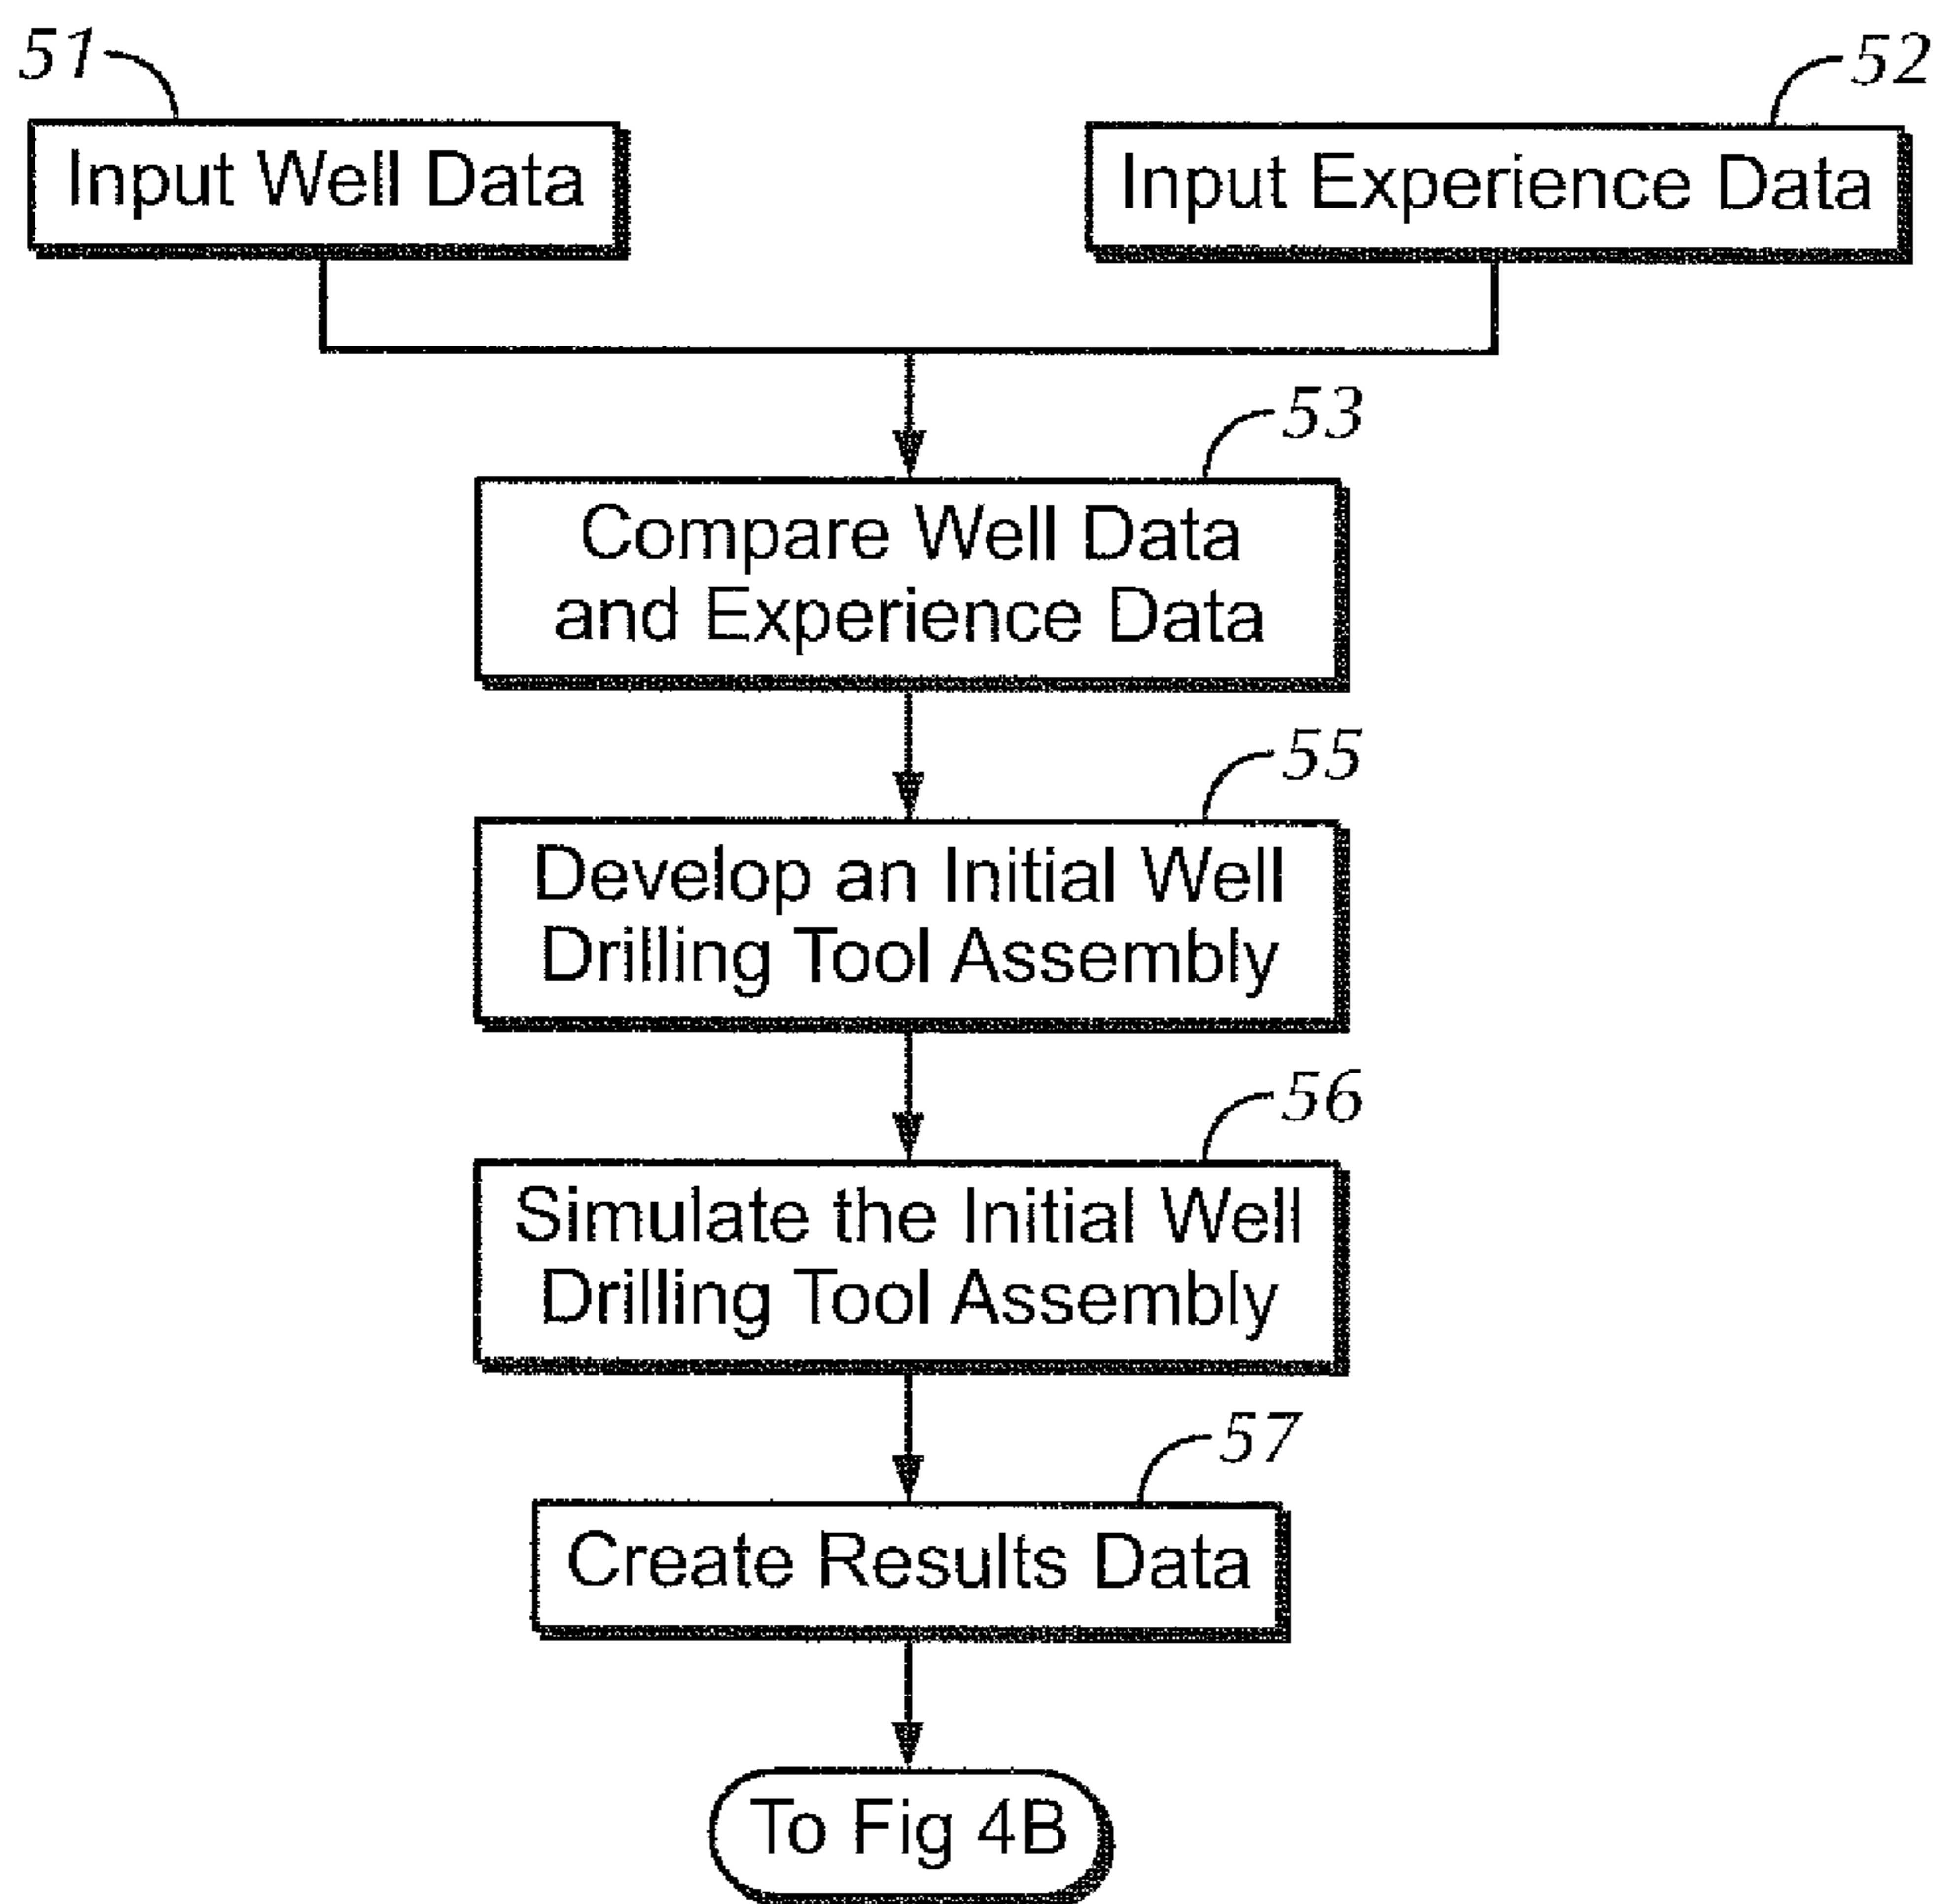 51
52
Input Well Data
Input Experience Data
53
Compare Well Data
and Experience Data
55
Develop an Initial Well
Drilling Tool Assembly
56
Simulate the Initial Well
Drilling Tool Assembly
57
Create Results Data
To Fig 4B